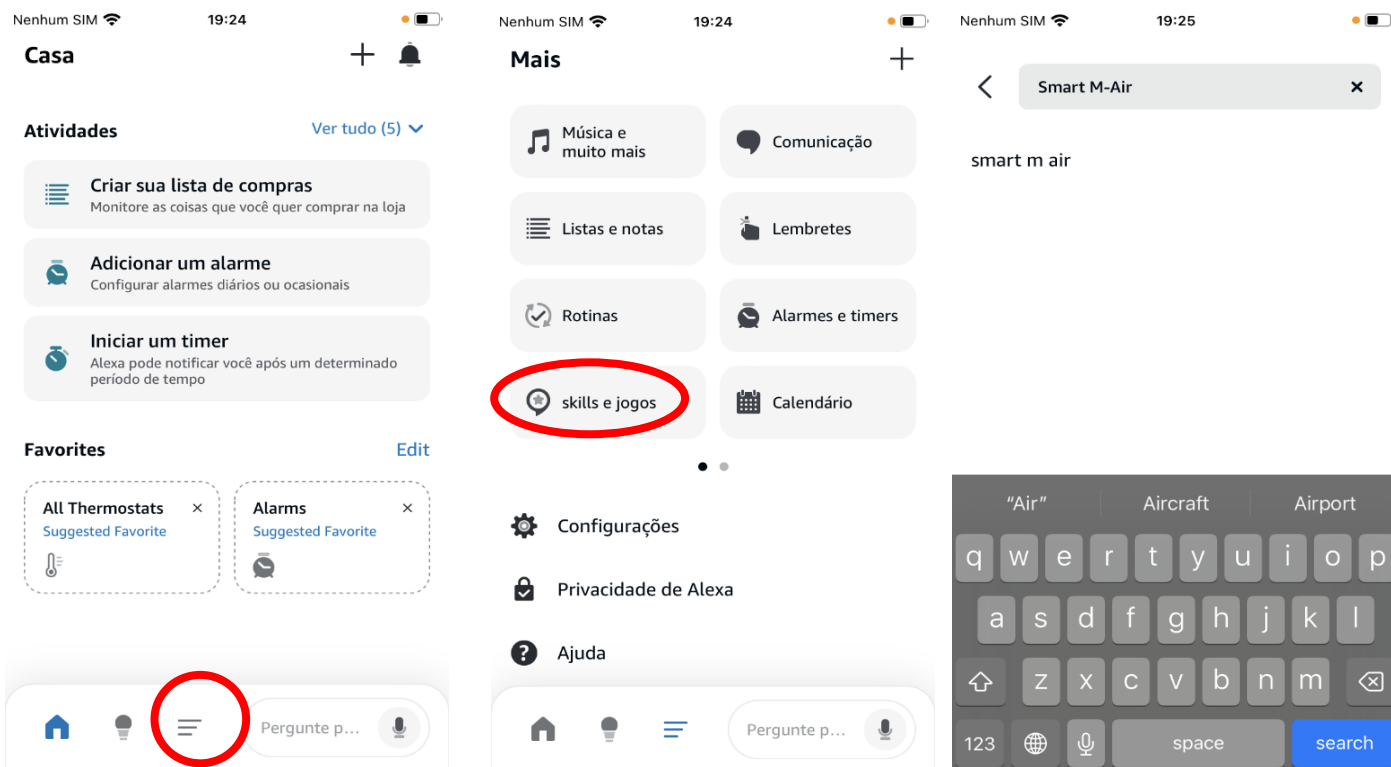 Nenhum SIM 19:24
Casa
Atividades
Ver tudo (5)
Criar sua lista de compras
Monitore as coisas que você quer comprar na loja
Adicionar um alarme
Configurar alarmes diários ou ocasionais
Iniciar um timer
Alexa pode notificar você após um determinado
período de tempo
Favorites
Edit
All Thermostats
Suggested Favorite
Alarms
Suggested Favorite
Pergunte p...
Nenhum SIM 19:24
Mais
Música e
muito mais
Comunicação
Listas e notas
Lembretes
Rotinas
Alarmes e timers
skills e jogos
Calendário
Configurações
Privacidade de Alexa
Ajuda
Pergunte p...
Nenhum SIM 19:25
Smart M-Air
smart m air
"Air" Aircraft Airport
q w e r t y u i o p
a s d f g h j k l
z x c v b n m
123 space search